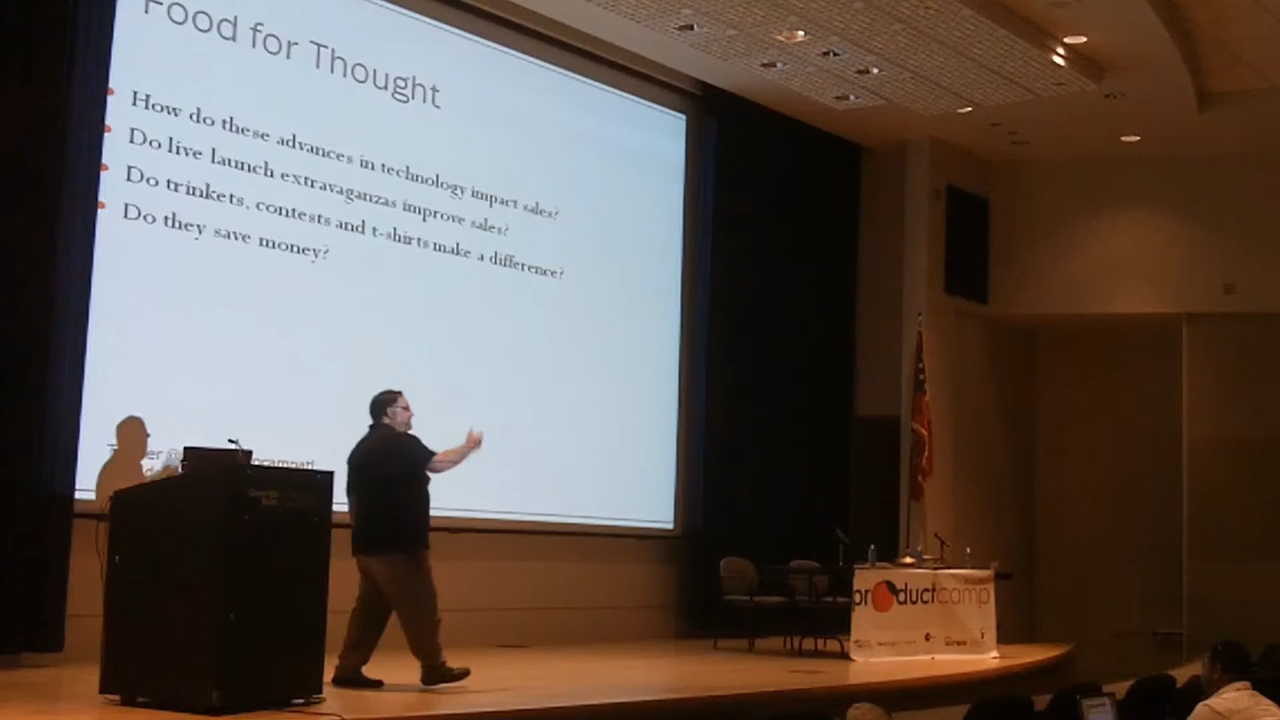 Food for Thought
How do these advances in technology impact sales?
Do live launch extravaganzas improve sales?
Do trinkets, contests and t-shirts make a difference?
Do they save money?
productcamp